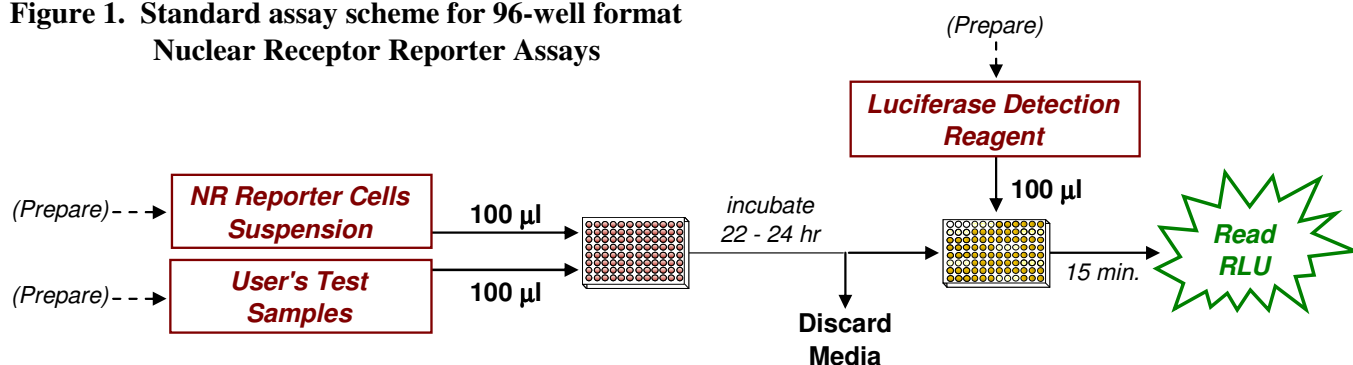 Figure 1. Standard assay scheme for 96-well format
Nuclear Receptor Reporter Assays
(Prepare)
Luciferase Detection
Reagent
(Prepare)
NR Reporter Cells
Suspension
100 µl
100 µl
incubate
22 - 24 hr
Read
RLU
(Prepare)
User's Test
Samples
100 µl
15 min.
Discard
Media